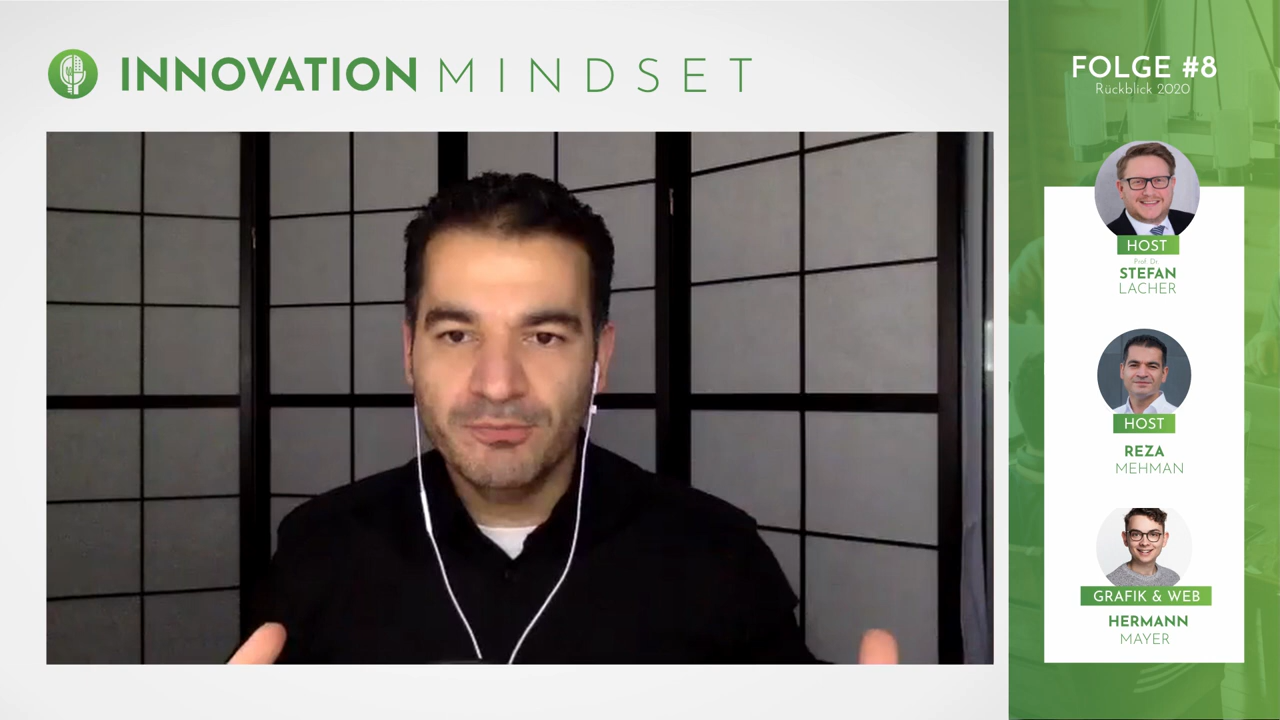 INNOVATION MINDSET
FOLGE #8
Rückblick 2020
HOST
Prof. Dr.
STEFAN
LACHER
HOST
REZA
MEHMAN
GRAFIK & WEB
HERMANN
MAYER